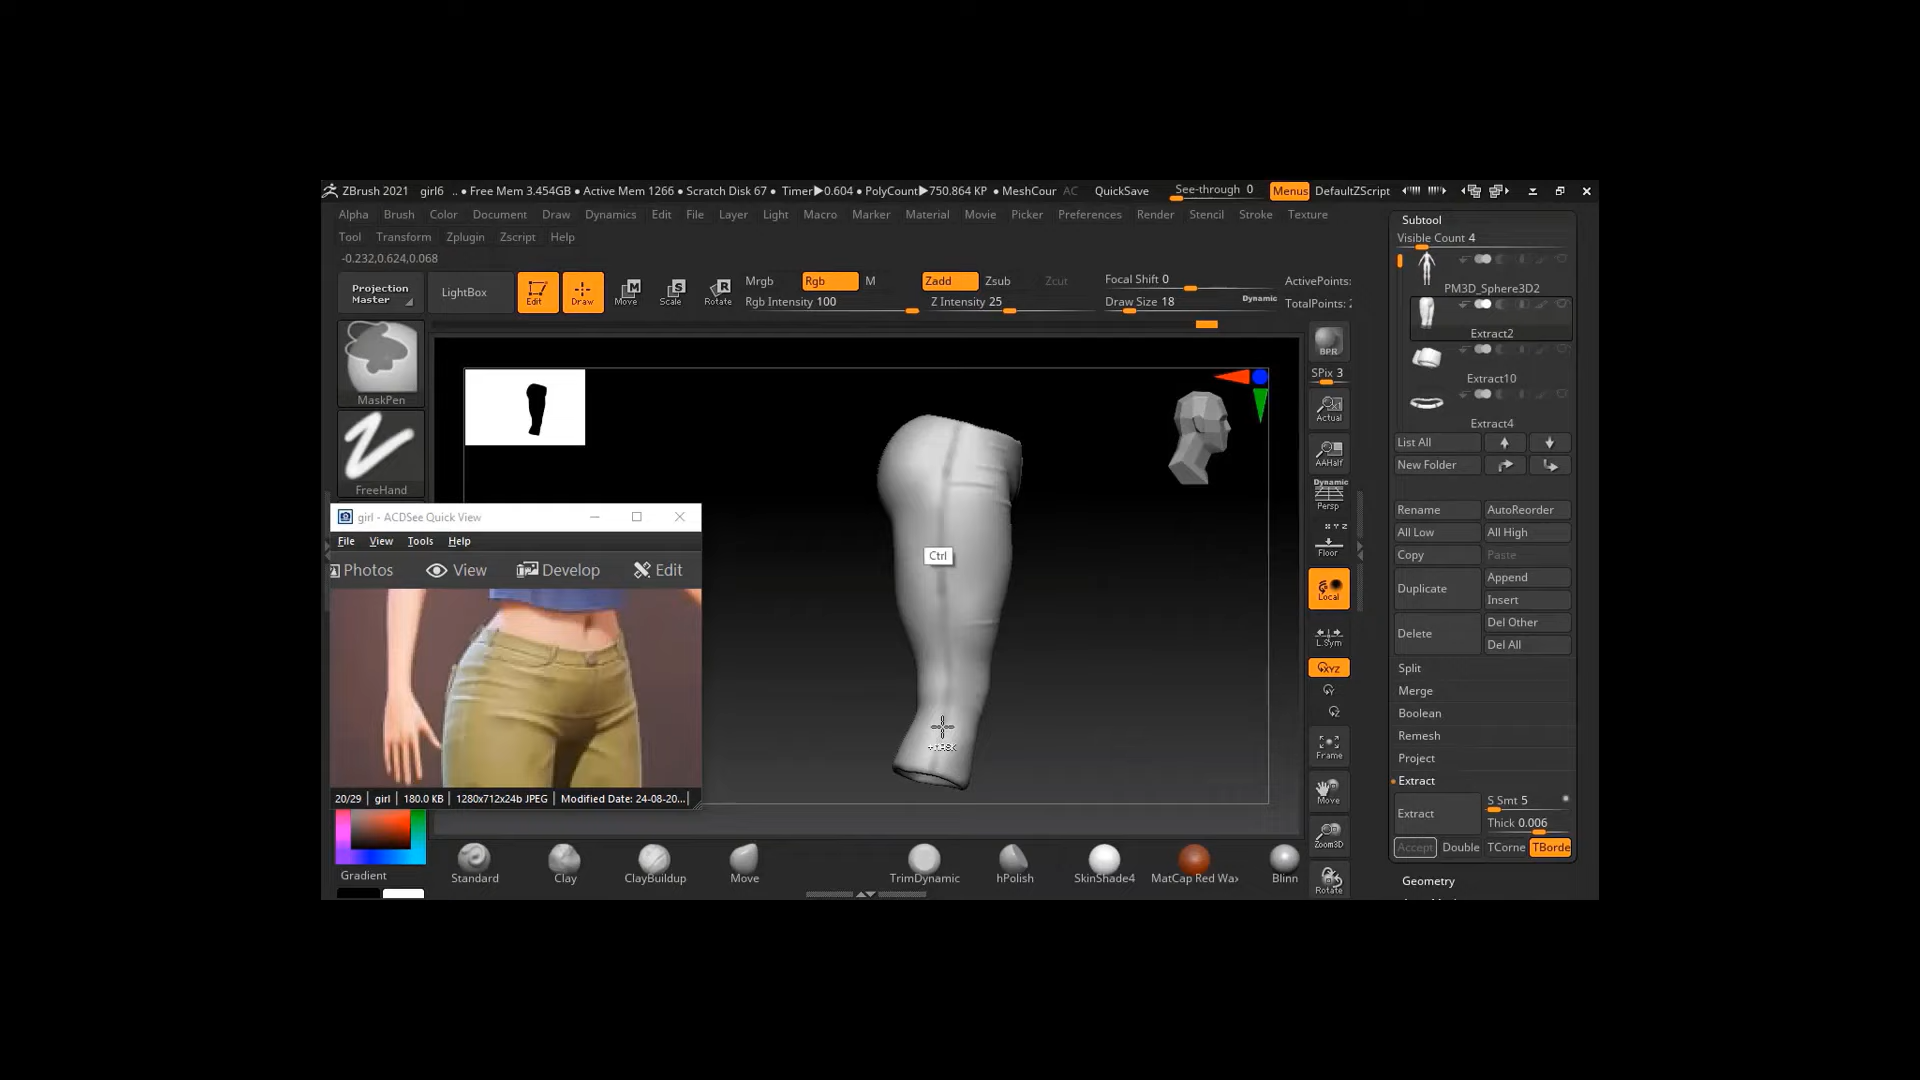 ZBrush 2021 girl6 .. ● Free Mem 3.454GB ● Active Mem 1266 ● Scratch Disk 67 ● Timer▶0.604 ● PolyCount▶750.864 KP ● MeshCour AC QuickSave See-through 0 Menus DefaultZScript
Alpha Brush Color Document Draw Dynamics Edit File Layer Light Macro Marker Material Movie Picker Preferences Render Stencil Stroke Texture
Tool Transform Zplugin Zscript Help
-0.232,0.624,0.068
Projection Master
LightBox
Edit
Draw
Move
Scale
Rotate
Mrgb Rgb M
Rgb Intensity 100
Zadd Zsub Zcut
Z Intensity 25
Focal Shift 0
Draw Size 18
Dynamic
ActivePoints:
TotalPoints: 2
MaskPen
FreeHand
girl - ACDSee Quick View
File View Tools Help
Photos View Develop Edit
20/29 girl 180.0 KB 1280x712x24b JPEG Modified Date: 24-08-20...
Gradient
Ctrl
+MASK
Standard Clay ClayBuildup Move TrimDynamic hPolish SkinShade4 MatCap Red Wax Blinn
BPR
SPix 3
Actual
AAHalf
Dynamic
Persp
X Y Z
Floor
Local
L.Sym
XYZ
Y
Z
Frame
Move
Zoom3D
Rotate
Subtool
Visible Count 4
PM3D_Sphere3D2
Extract2
Extract10
Extract4
List All
New Folder
Rename AutoReorder
All Low All High
Copy Paste
Duplicate Append
Insert
Delete Del Other
Del All
Split
Merge
Boolean
Remesh
Project
Extract
Extract S Smt 5
Thick 0.006
Accept Double TCorne TBorde
Geometry